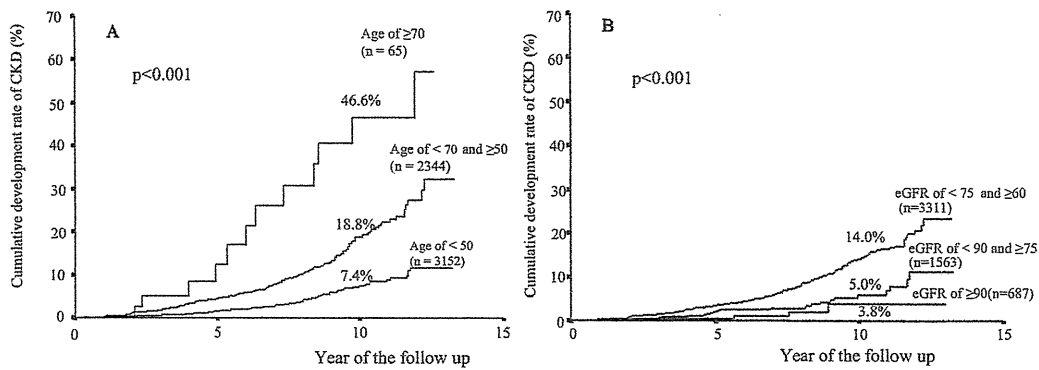 A
p<0.001
Cumulative development rate of CKD (%)
70
60
50
40
30
20
10
0
0
5
10
15
Year of the follow up
Age of ≥70
(n = 65)
46.6%
Age of < 70 and ≥50
(n = 2344)
18.8%
Age of < 50
(n = 3152)
7.4%
B
p<0.001
Cumulative development rate of CKD (%)
70
60
50
40
30
20
10
0
0
5
10
15
Year of the follow up
eGFR of < 75 and ≥60
(n=3311)
14.0%
eGFR of < 90 and ≥75
(n=1563)
5.0%
eGFR of ≥90(n=687)
3.8%